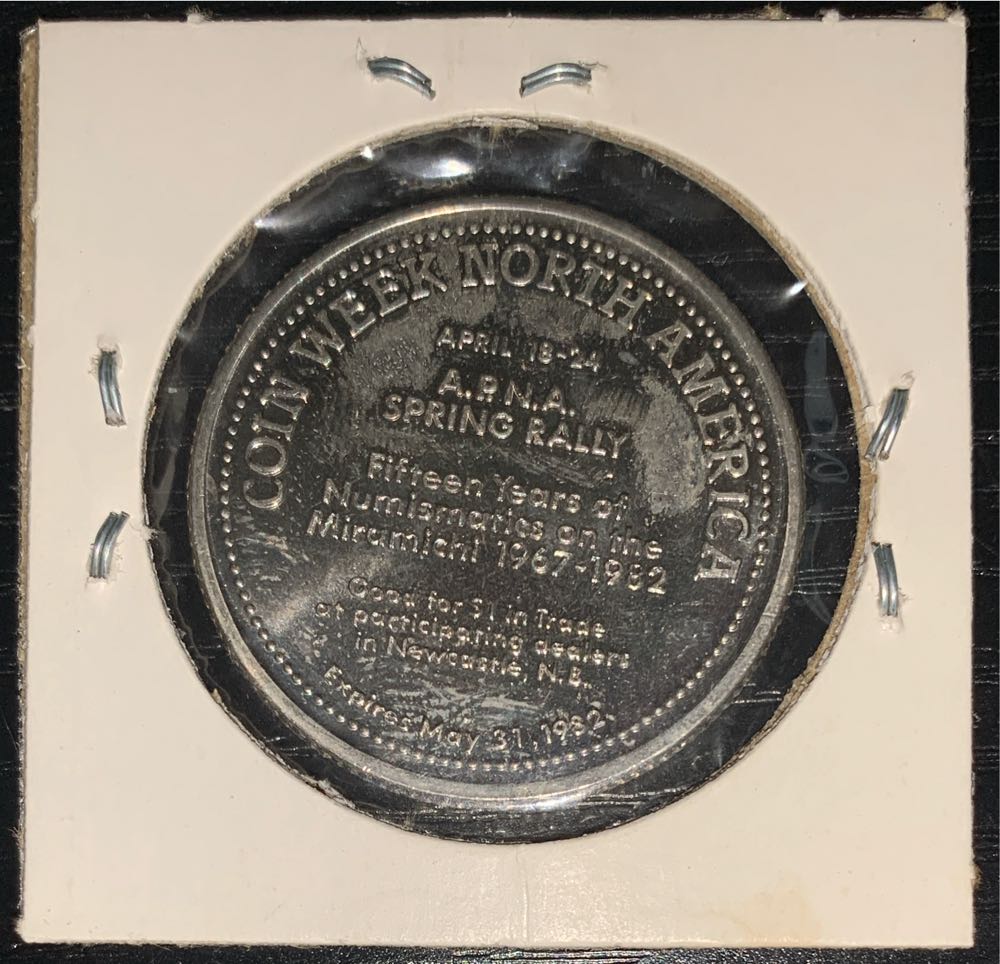 COIN WEEK NORTH AMERICA
APRIL 18-24
A.P.N.A.
SPRING RALLY
Fifteen Years of
Numismatics on the
Miramichi 1967-1982
Good for $1 in Trade
at participating dealers
in Newcastle, N.B.
Expires May 31, 1982